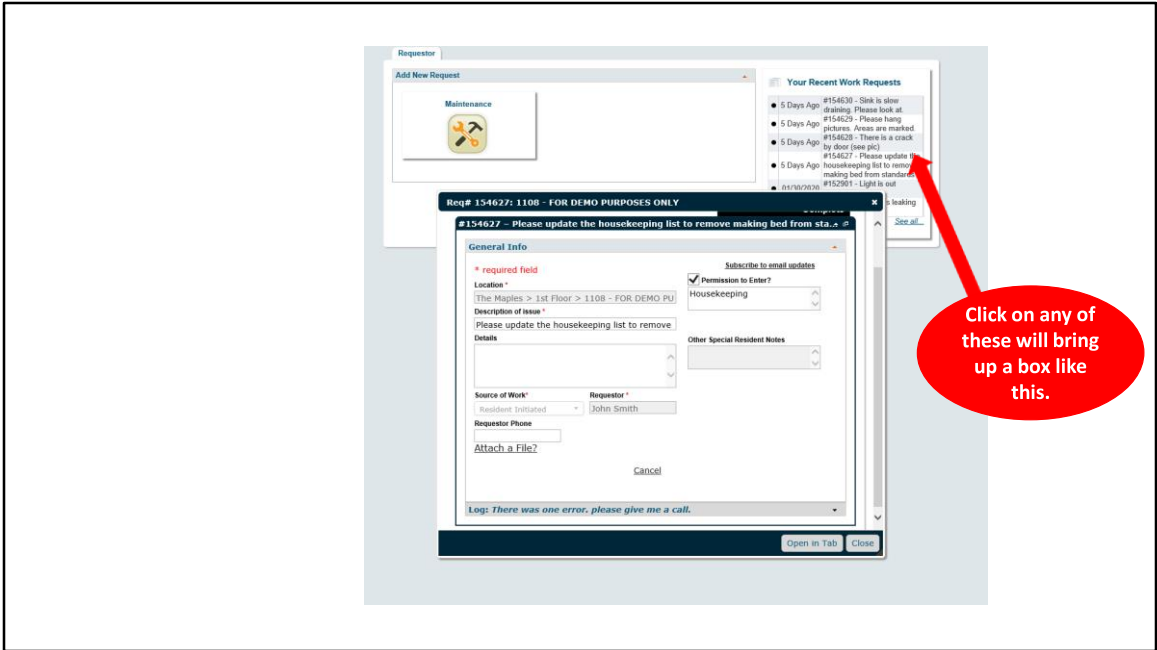 Requestor
Add New Request
Maintenance
Your Recent Work Requests
5 Days Ago #154630 - Sink is slow
draining. Please look at.
5 Days Ago #154629 - Please hang
pictures. Areas are marked
5 Days Ago #154628 - There is a crack
by door (see pic)
5 Days Ago #154627 - Please update the
housekeeping list to remove
making bed from standards.
01/30/2020 #152901 - Light is out
s leaking
See all...
Req# 154627: 1108 - FOR DEMO PURPOSES ONLY
Complete
#154627 – Please update the housekeeping list to remove making bed from sta...
General Info
* required field
Subscribe to email updates
Location *
Permission to Enter?
The Maples > 1st Floor > 1108 - FOR DEMO PU
Housekeeping
Description of issue *
Please update the housekeeping list to remove
Details
Other Special Resident Notes
Source of Work*
Requestor *
Resident Initiated
John Smith
Requestor Phone
Attach a File?
Cancel
Log: There was one error. please give me a call.
Open in Tab
Close
Click on any of
these will bring
up a box like
this.